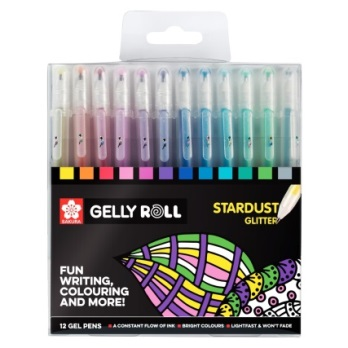 SAKURA
GELLY ROLL
STARDUST
GLITTER
FUN
WRITING,
COLOURING
AND MORE!
12 GEL PENS • A CONSTANT FLOW OF INK • BRIGHT COLOURS • LIGHTFAST & WON'T FADE